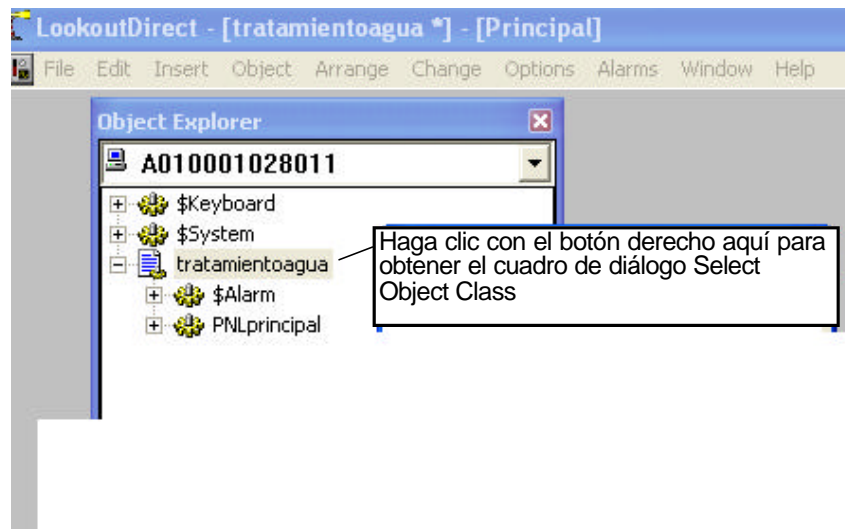 LookoutDirect - [tratamientoagua *] - [Principal]
File Edit Insert Object Arrange Change Options Alarms Window Help
Object Explorer
A010001028011
$Keyboard
$System
tratamientoagua
$Alarm
PNLprincipal
Haga clic con el botón derecho aquí para
obtener el cuadro de diálogo Select
Object Class